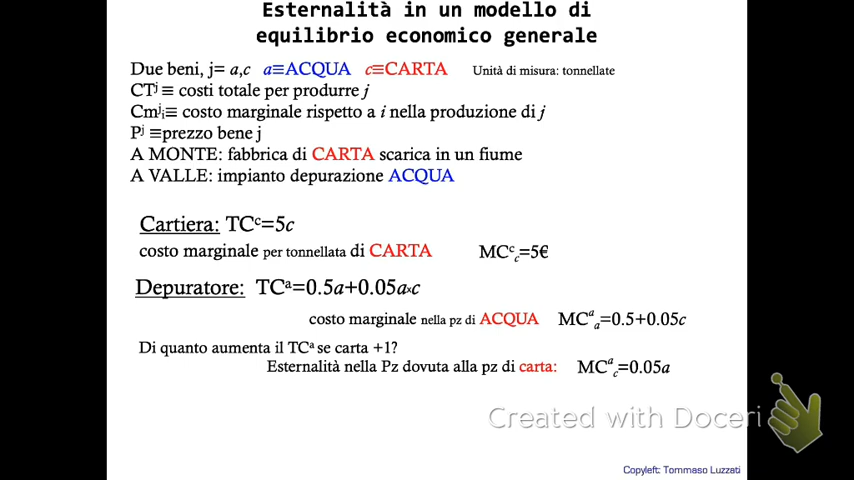 Esternalità in un modello di
equilibrio economico generale
Due beni, j= a,c a≡ACQUA c≡CARTA Unità di misura: tonnellate
CTʲ ≡ costi totale per produrre j
Cmʲᵢ≡ costo marginale rispetto a i nella produzione di j
Pʲ ≡prezzo bene j
A MONTE: fabbrica di CARTA scarica in un fiume
A VALLE: impianto depurazione ACQUA
Cartiera: TCᶜ=5c
costo marginale per tonnellata di CARTA MCᶜ_c=5€
Depuratore: TCᵃ=0.5a+0.05aₓc
costo marginale nella pz di ACQUA MCᵃₐ=0.5+0.05c
Di quanto aumenta il TCᵃ se carta +1?
Esternalità nella Pz dovuta alla pz di carta: MCᵃ_c=0.05a
Created with Doceri
Copyleft: Tommaso Luzzati